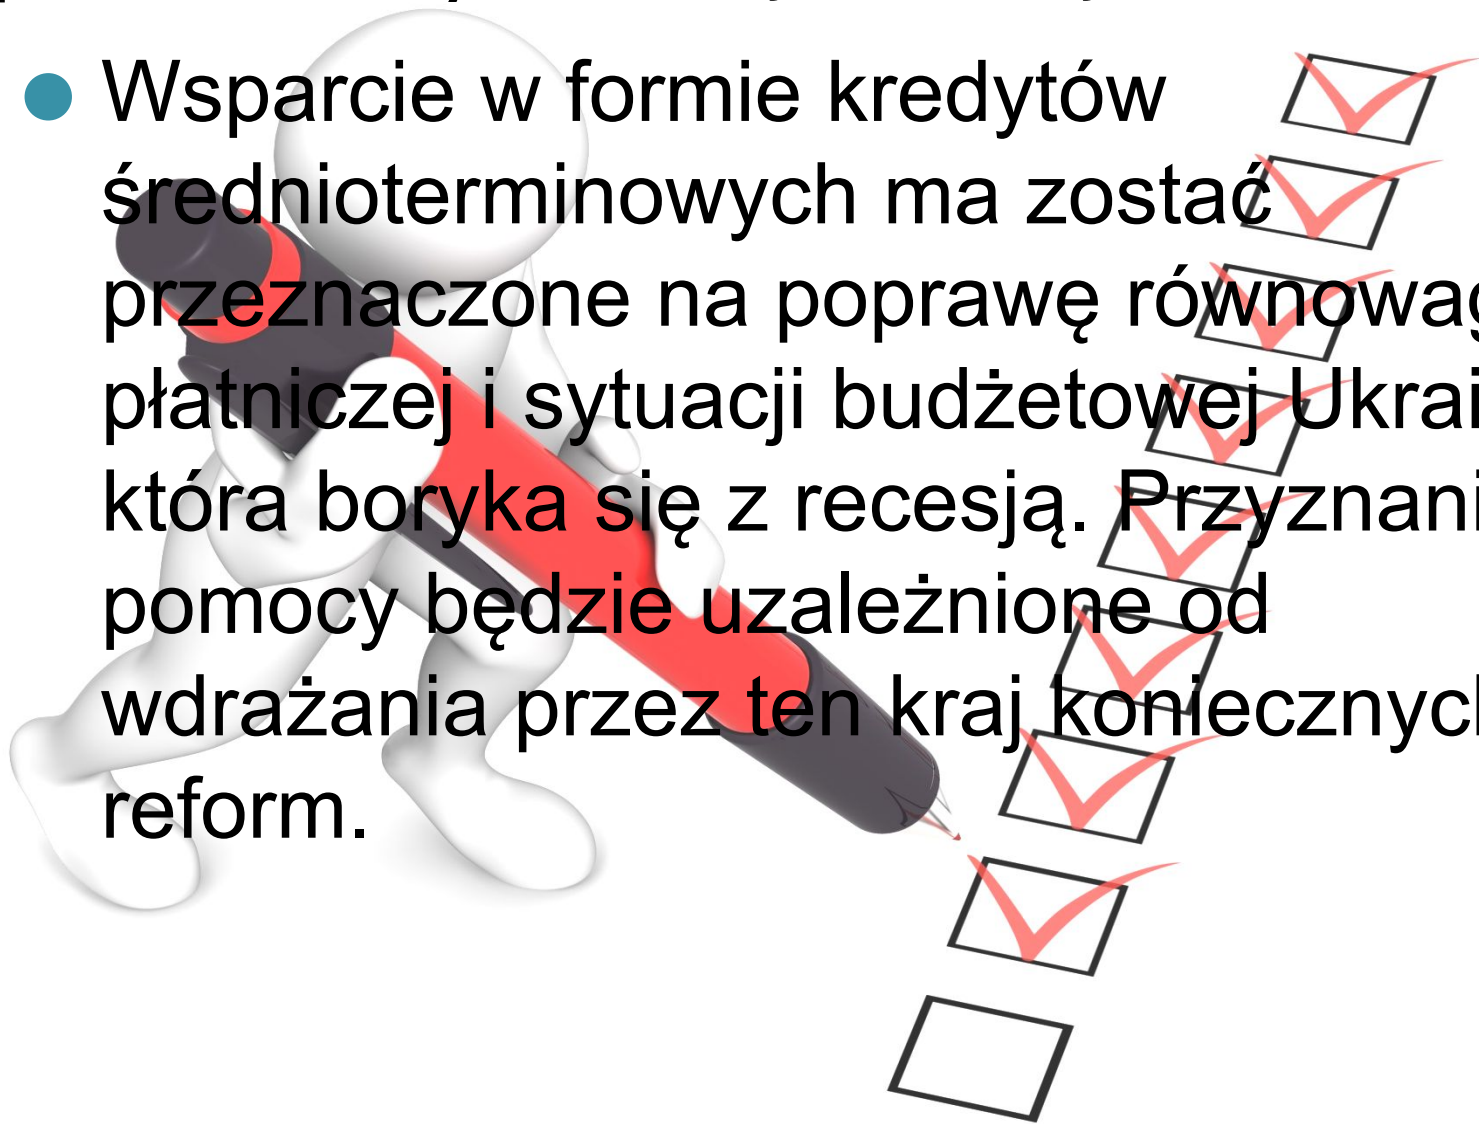 Wsparcie w formie kredytów
średnioterminowych ma zostać
przeznaczone na poprawę równowag
płatniczej i sytuacji budżetowej Ukrai
która boryka się z recesją. Przyznani
pomocy będzie uzależnione od
wdrażania przez ten kraj koniecznych
reform.